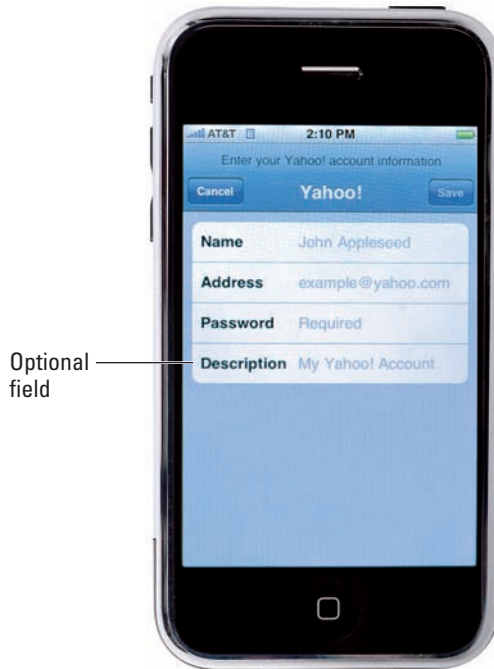 AT&T 2:10 PM
Enter your Yahoo! account information
Cancel Yahoo! Save
Name John Appleseed
Address example@yahoo.com
Password Required
Optional field
Description My Yahoo! Account